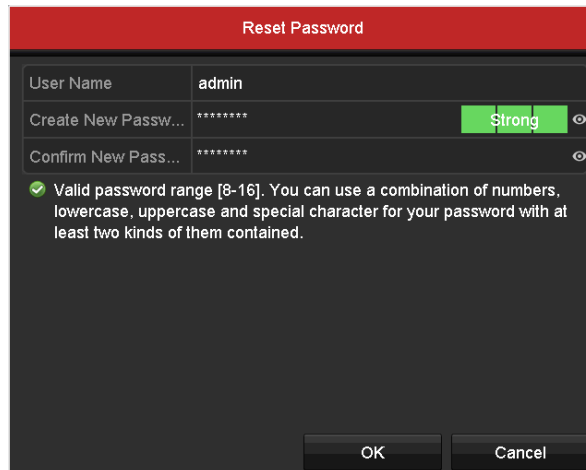 Reset Password
User Name admin
Create New Passw... ******** Strong
Confirm New Pass... ********
Valid password range [8-16]. You can use a combination of numbers,
lowercase, uppercase and special character for your password with at
least two kinds of them contained.
OK Cancel